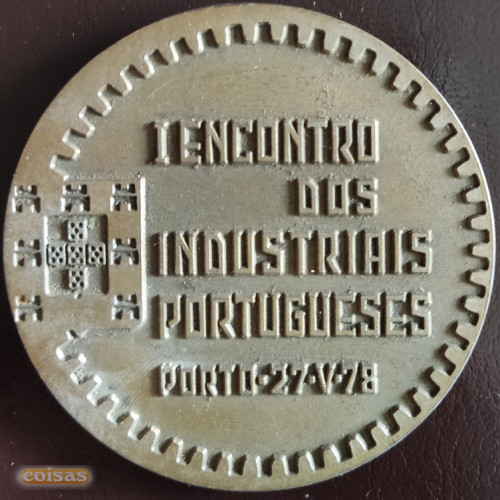 I ENCONTRO
DOS
INDUSTRIAIS
PORTUGUESES
PORTO·27·V·78
coisas